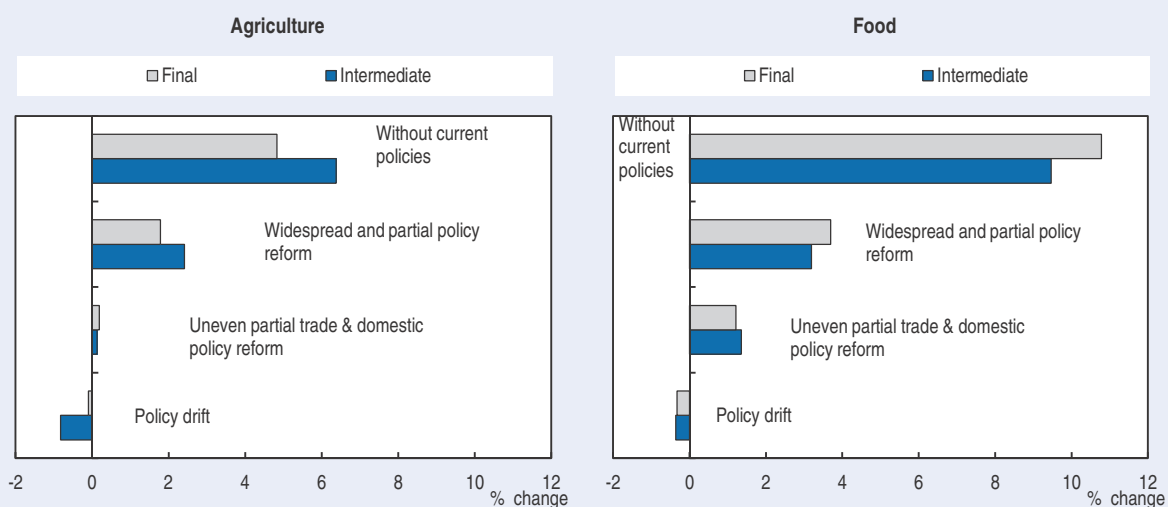 Agriculture
Final
Intermediate
Without current
policies
Widespread and partial policy
reform
Uneven partial trade & domestic
policy reform
Policy drift
-2 0 2 4 6 8 10 12
% change
Food
Final
Intermediate
Without
current
policies
Widespread and partial policy
reform
Uneven partial trade & domestic
policy reform
Policy drift
-2 0 2 4 6 8 10 12
% change